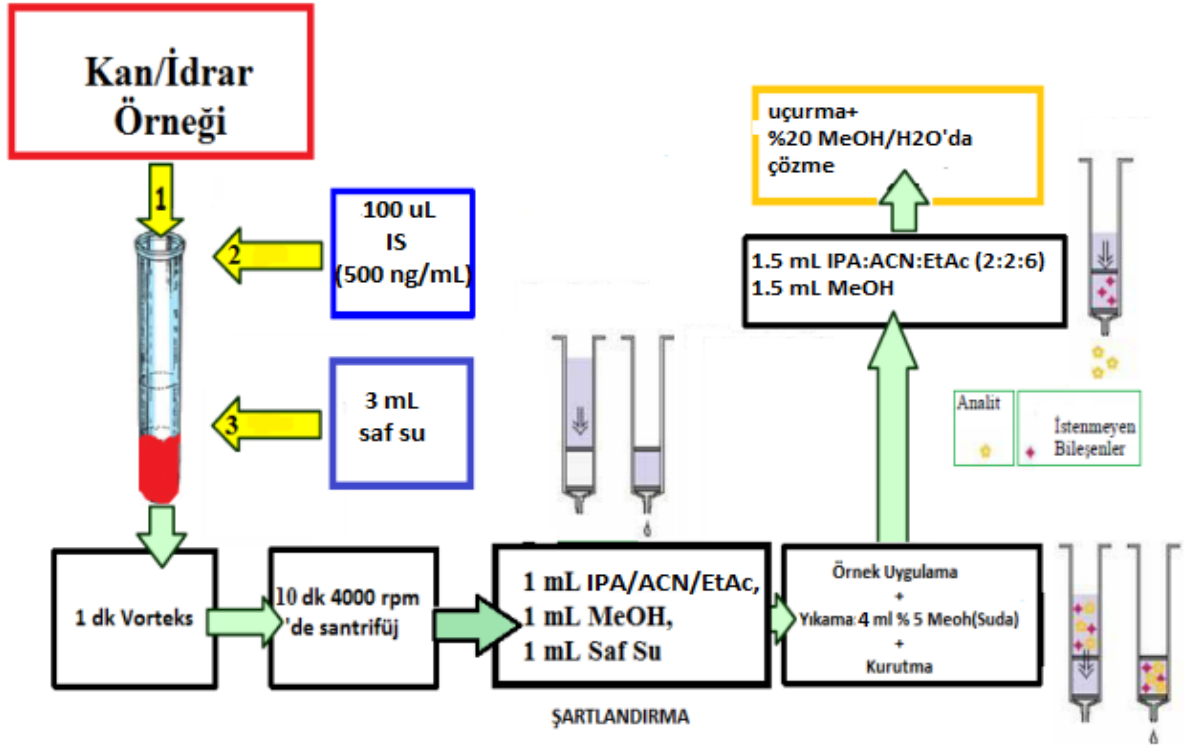 Kan/İdrar
Örneği
1
2
100 uL
IS
(500 ng/mL)
3
3 mL
saf su
1 dk Vorteks
10 dk 4000 rpm
'de santrifüj
1 mL IPA/ACN/EtAc,
1 mL MeOH,
1 mL Saf Su
ŞARTLANDIRMA
Örnek Uygulama
+
Yıkama:4 ml % 5 Meoh(Suda)
+
Kurutma
1.5 mL IPA:ACN:EtAc (2:2:6)
1.5 mL MeOH
uçurma+
%20 MeOH/H2O'da
çözme
Analit
İstenmeyen
Bileşenler